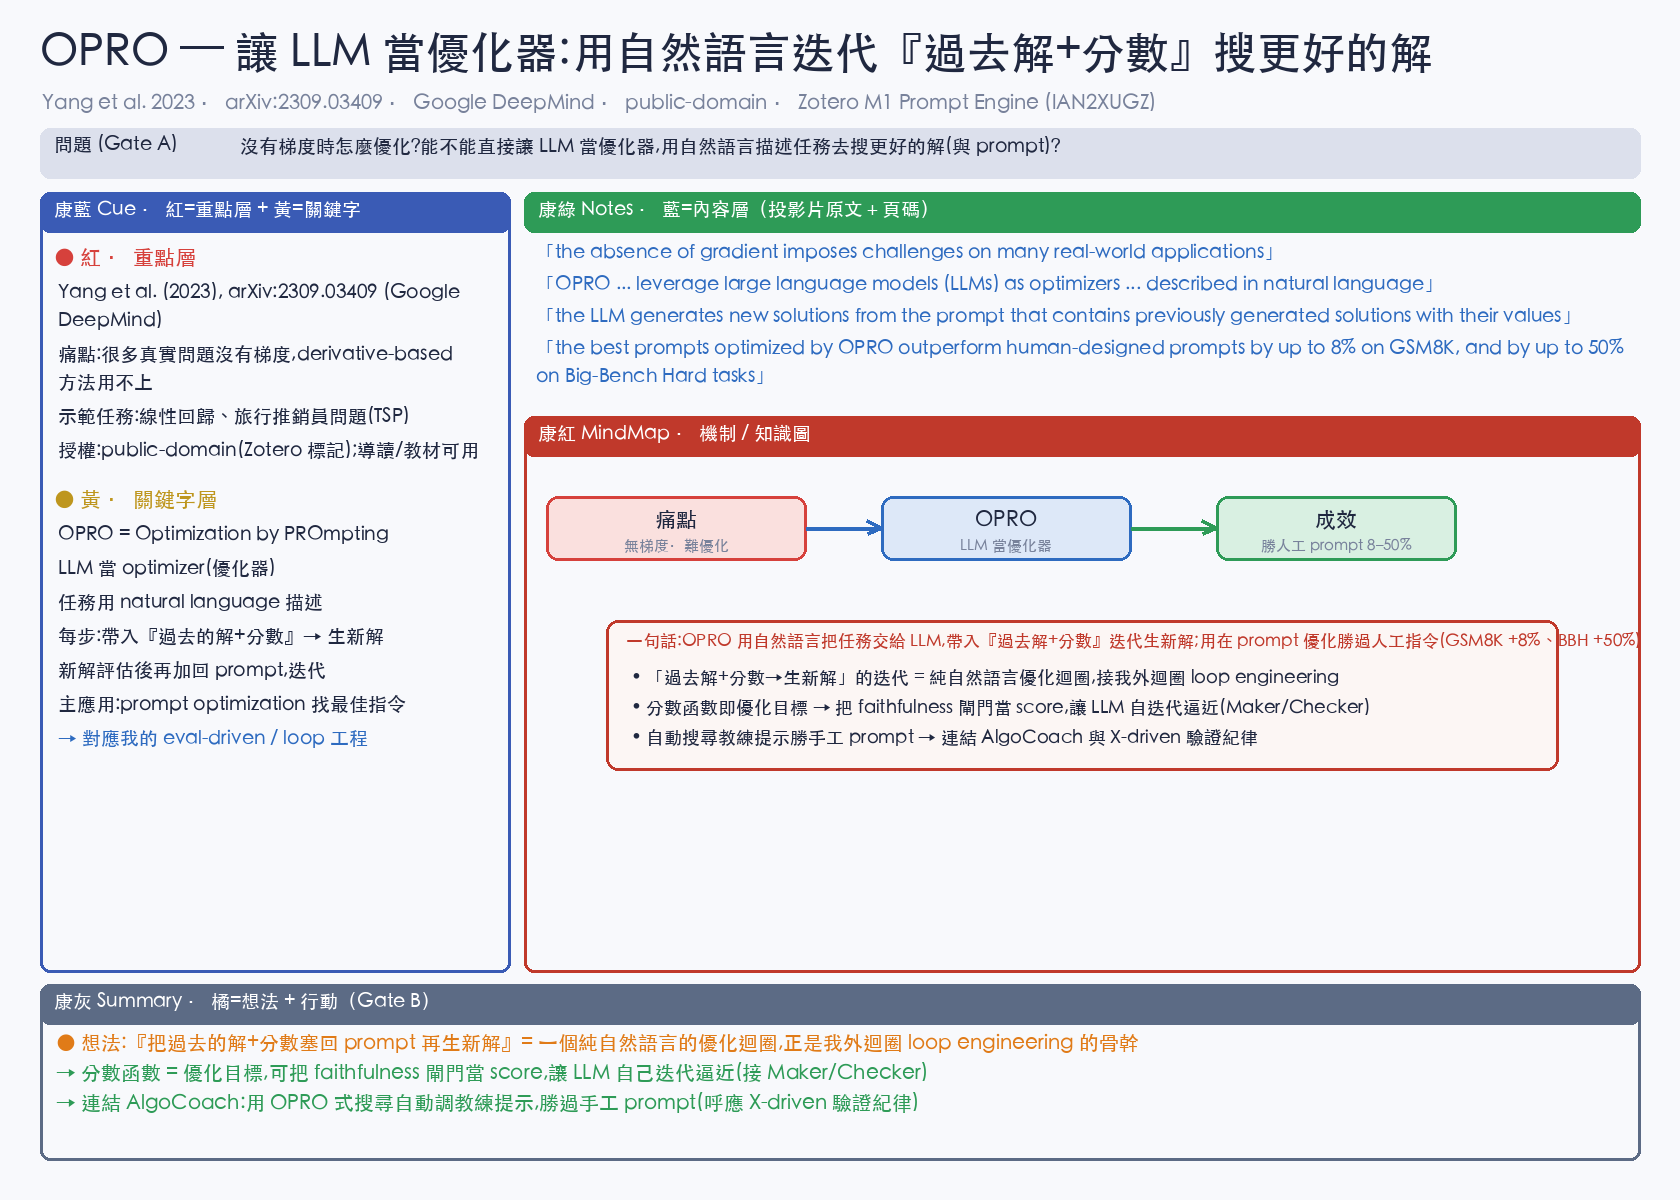 OPRO — 讓 LLM 當優化器:用自然語言迭代『過去解+分數』搜更好的解
Yang et al. 2023 · arXiv:2309.03409 · Google DeepMind · public-domain · Zotero M1 Prompt Engine (IAN2XUGZ)
問題 (Gate A) 沒有梯度時怎麼優化?能不能直接讓 LLM 當優化器,用自然語言描述任務去搜更好的解(與 prompt)?
康藍 Cue · 紅=重點層 + 黃=關鍵字
● 紅 · 重點層
Yang et al. (2023), arXiv:2309.03409 (Google
DeepMind)
痛點:很多真實問題沒有梯度,derivative-based
方法用不上
示範任務:線性回歸、旅行推銷員問題(TSP)
授權:public-domain(Zotero 標記);導讀/教材可用
● 黃 · 關鍵字層
OPRO = Optimization by PROmpting
LLM 當 optimizer(優化器)
任務用 natural language 描述
每步:帶入『過去的解+分數』→ 生新解
新解評估後再加回 prompt,迭代
主應用:prompt optimization 找最佳指令
→ 對應我的 eval-driven / loop 工程
康綠 Notes · 藍=內容層（投影片原文 + 頁碼）
「the absence of gradient imposes challenges on many real-world applications」
「OPRO ... leverage large language models (LLMs) as optimizers ... described in natural language」
「the LLM generates new solutions from the prompt that contains previously generated solutions with their values」
「the best prompts optimized by OPRO outperform human-designed prompts by up to 8% on GSM8K, and by up to 50%
on Big-Bench Hard tasks」
康紅 MindMap · 機制 / 知識圖
痛點
無梯度 · 難優化
OPRO
LLM 當優化器
成效
勝人工 prompt 8–50%
一句話:OPRO 用自然語言把任務交給 LLM,帶入『過去解+分數』迭代生新解;用在 prompt 優化勝過人工指令(GSM8K +8%、BBH +50%)
• 「過去解+分數→生新解」的迭代 = 純自然語言優化迴圈,接我外迴圈 loop engineering
• 分數函數即優化目標 → 把 faithfulness 閘門當 score,讓 LLM 自迭代逼近(Maker/Checker)
• 自動搜尋教練提示勝手工 prompt → 連結 AlgoCoach 與 X-driven 驗證紀律
康灰 Summary · 橘=想法 + 行動（Gate B）
● 想法:『把過去的解+分數塞回 prompt 再生新解』= 一個純自然語言的優化迴圈,正是我外迴圈 loop engineering 的骨幹
→ 分數函數 = 優化目標,可把 faithfulness 閘門當 score,讓 LLM 自己迭代逼近(接 Maker/Checker)
→ 連結 AlgoCoach:用 OPRO 式搜尋自動調教練提示,勝過手工 prompt(呼應 X-driven 驗證紀律)